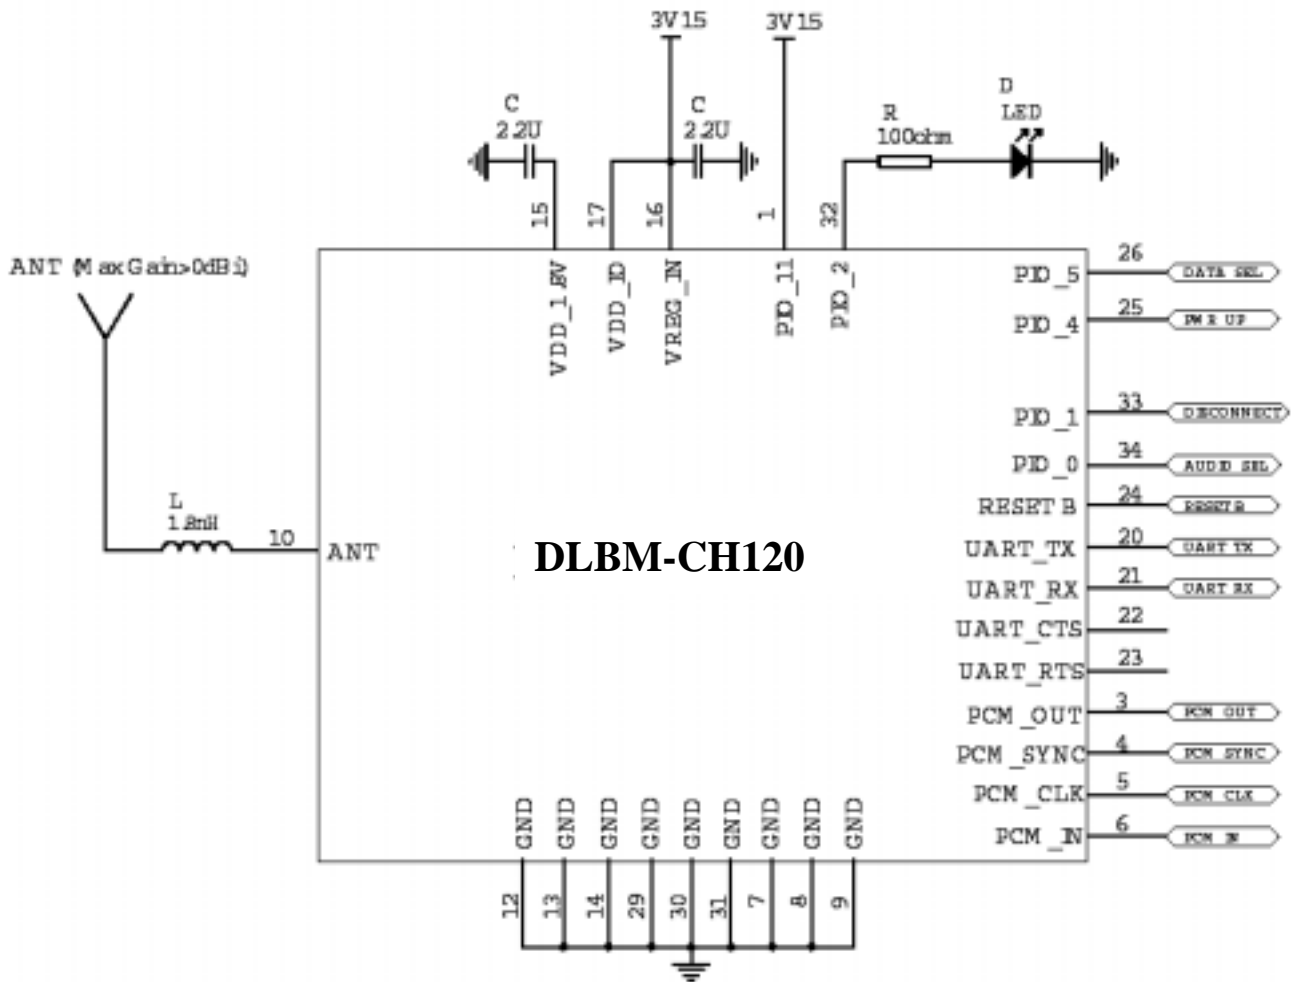 3V15
3V15
C
2.2U
C
2.2U
R
100ohm
D
LED
15
17
16
1
32
ANT (MaxGain>0dBi)
VDD_1.8V
VDD_IO
VREG_IN
PIO_11
PIO_2
PIO_5
26
DATA SEL
PIO_4
25
PWR UP
PIO_1
33
DISCONNECT
PIO_0
34
AUDIO SEL
RESETB
24
RESETB
L
1.8nH
10
ANT
DLBM-CH120
UART_TX
20
UART TX
UART_RX
21
UART RX
UART_CTS
22
UART_RTS
23
PCM_OUT
3
PCM OUT
PCM_SYNC
4
PCM SYNC
PCM_CLK
5
PCM CLK
PCM_IN
6
PCM IN
GND
GND
GND
GND
GND
GND
GND
GND
GND
12
13
14
29
30
31
7
8
9